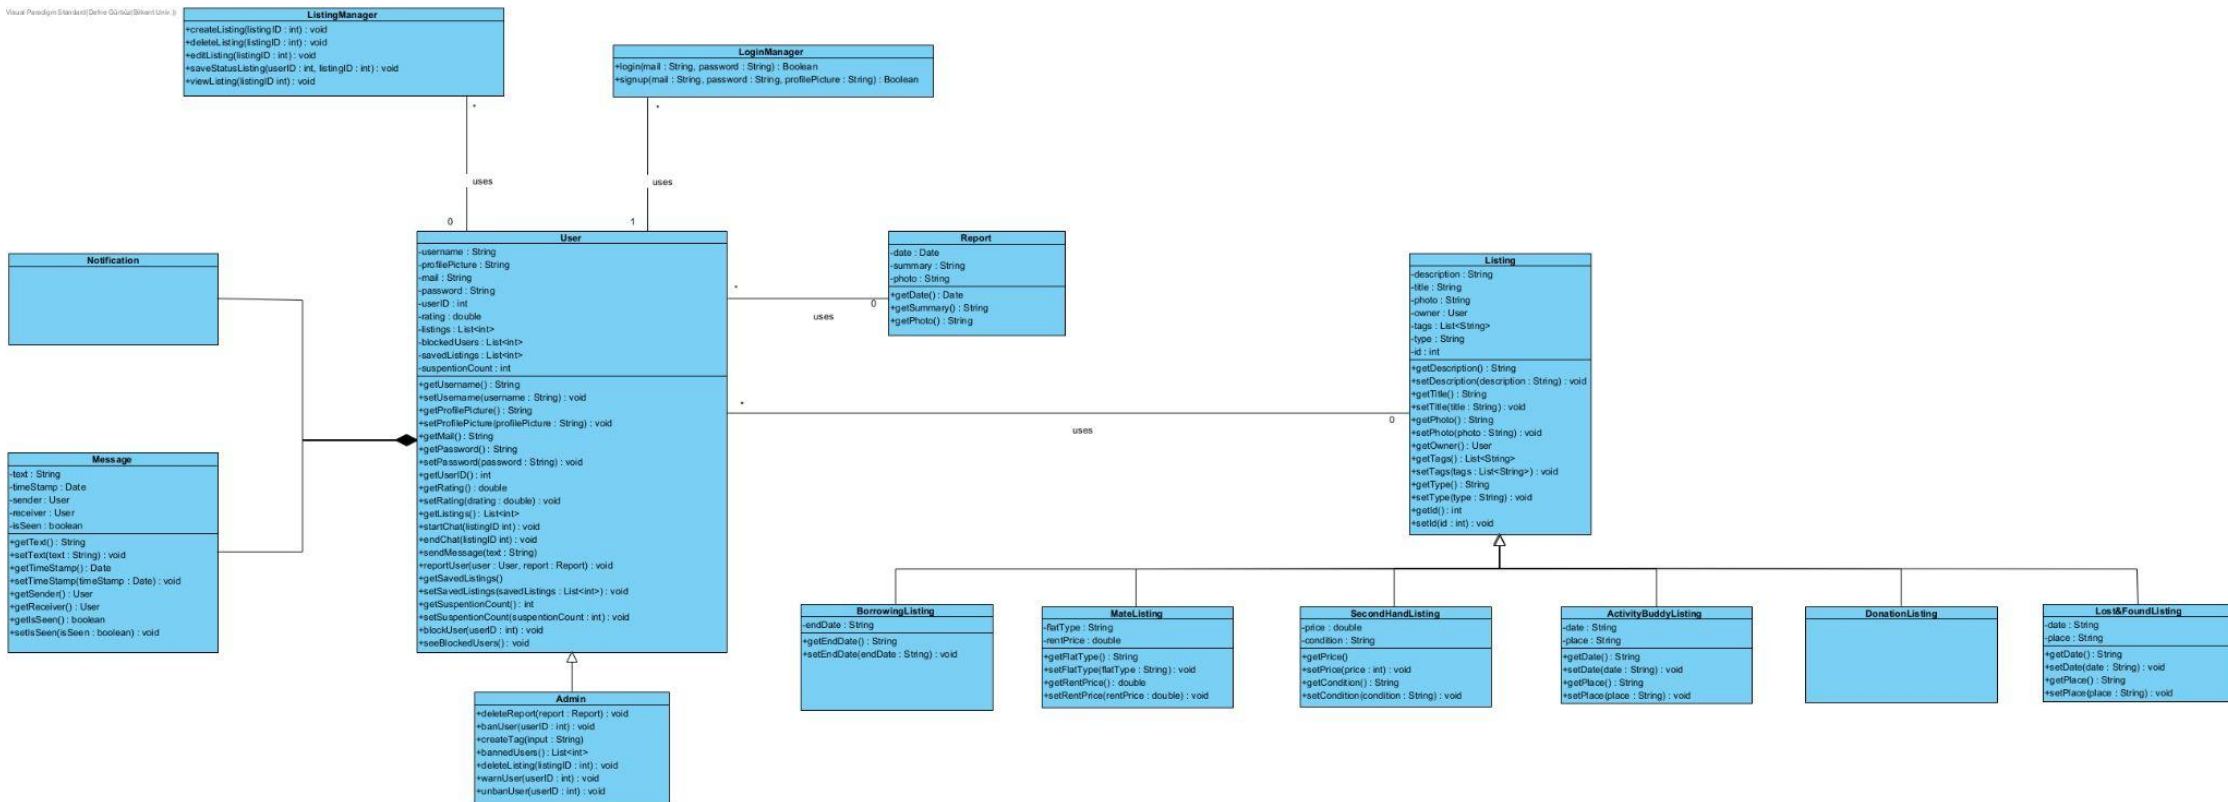 Visual Paradigm Standard(Defne Gürbüz(Bilkent Univ.))
ListingManager
+createListing(listingID : int) : void
+deleteListing(listingID : int) : void
+editListing(listingID : int) : void
+saveStatusListing(userID : int, listingID : int) : void
+viewListing(listingID int) : void
LoginManager
+login(mail : String, password : String) : Boolean
+signup(mail : String, password : String, profilePicture : String) : Boolean
*
*
uses
uses
0
1
Notification
User
-username : String
-profilePicture : String
-mail : String
-password : String
-userID : int
-rating : double
-listings : List<int>
-blockedUsers : List<int>
-savedListings : List<int>
-suspentionCount : int
+getUsername() : String
+setUsername(username : String) : void
+getProfilePicture() : String
+setProfilePicture(profilePicture : String) : void
+getMail() : String
+getPassword() : String
+setPassword(password : String) : void
+getUserID() : int
+getRating() : double
+setRating(drating : double) : void
+getListings() : List<int>
+startChat(listingID int) : void
+endChat(listingID int) : void
+sendMessage(text : String)
+reportUser(user : User, report : Report) : void
+getSavedListings()
+setSavedListings(savedListings : List<int>) : void
+getSuspentionCount() : int
+setSuspentionCount(suspentionCount : int) : void
+blockUser(userID : int) : void
+seeBlockedUsers() : void
*
0
uses
Report
-date : Date
-summary : String
-photo : String
+getDate() : Date
+getSummary() : String
+getPhoto() : String
*
0
uses
Listing
-description : String
-title : String
-photo : String
-owner : User
-tags : List<String>
-type : String
-id : int
+getDescription() : String
+setDescription(description : String) : void
+getTitle() : String
+setTitle(title : String) : void
+getPhoto() : String
+setPhoto(photo : String) : void
+getOwner() : User
+getTags() : List<String>
+setTags(tags : List<String>) : void
+getType() : String
+setType(type : String) : void
+getId() : int
+setId(id : int) : void
Message
-text : String
-timeStamp : Date
-sender : User
-receiver : User
-isSeen : boolean
+getText() : String
+setText(text : String) : void
+getTimeStamp() : Date
+setTimeStamp(timeStamp : Date) : void
+getSender() : User
+getReceiver() : User
+getIsSeen() : boolean
+setIsSeen(isSeen : boolean) : void
Admin
+deleteReport(report : Report) : void
+banUser(userID : int) : void
+createTag(input : String)
+bannedUsers() : List<int>
+deleteListing(listingID : int) : void
+warnUser(userID : int) : void
+unbanUser(userID : int) : void
BorrowingListing
-endDate : String
+getEndDate() : String
+setEndDate(endDate : String) : void
MateListing
-flatType : String
-rentPrice : double
+getFlatType() : String
+setFlatType(flatType : String) : void
+getRentPrice() : double
+setRentPrice(rentPrice : double) : void
SecondHandListing
-price : double
-condition : String
+getPrice()
+setPrice(price : int) : void
+getCondition() : String
+setCondition(condition : String) : void
ActivityBuddyListing
-date : String
-place : String
+getDate() : String
+setDate(date : String) : void
+getPlace() : String
+setPlace(place : String) : void
DonationListing
Lost&FoundListing
-date : String
-place : String
+getDate() : String
+setDate(date : String) : void
+getPlace() : String
+setPlace(place : String) : void